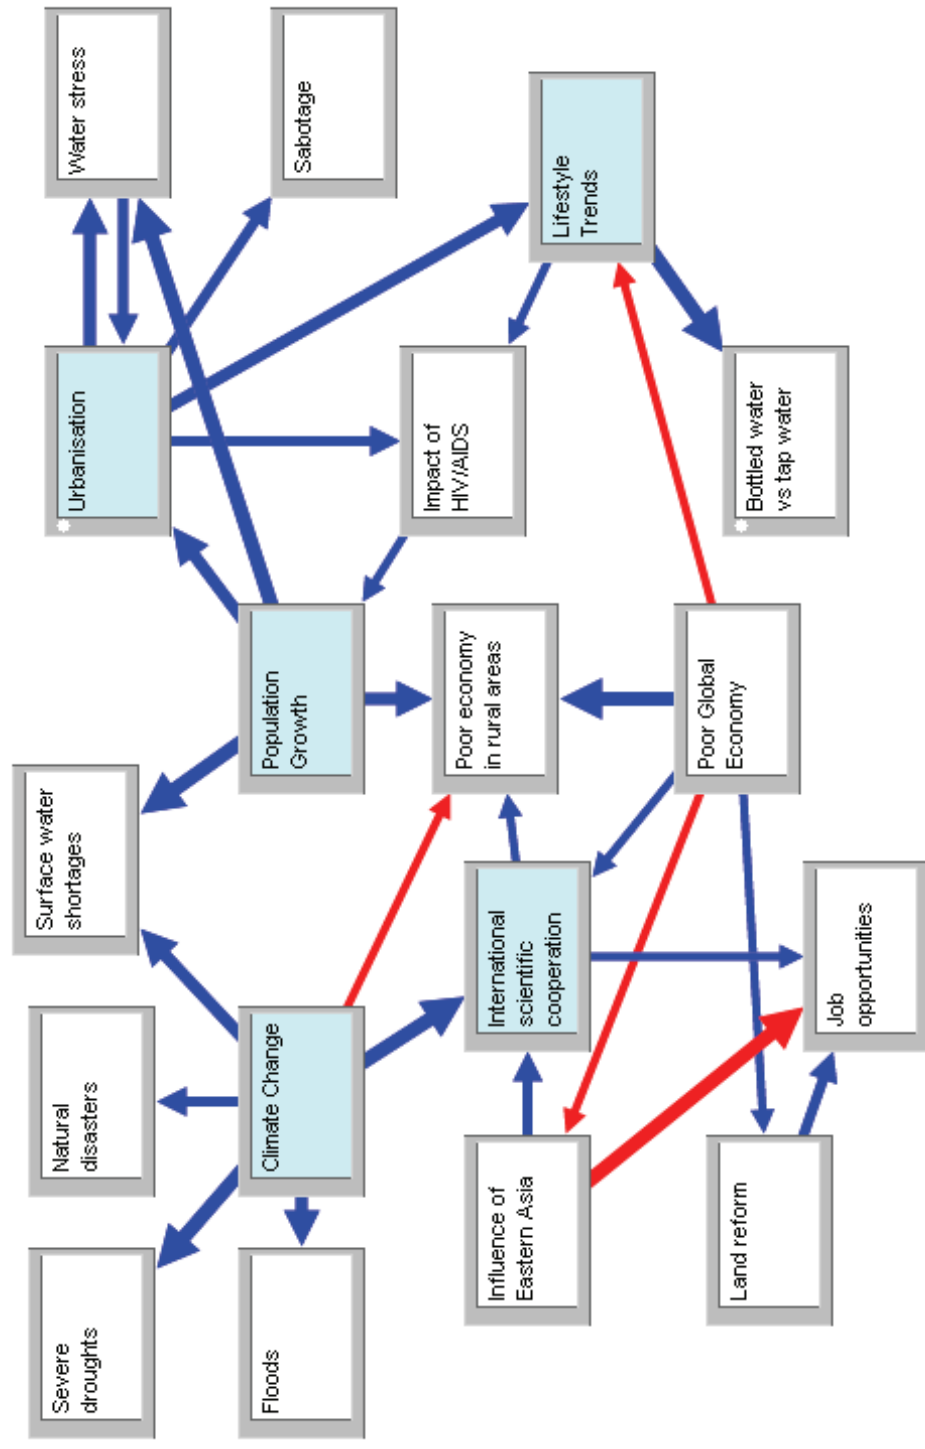 Severe
droughts
Natural
disasters
Surface water
shortages
Urbanisation
Water stress
Floods
Climate Change
Population
Growth
Sabotage
Impact of
HIV/AIDS
Influence of
Eastern Asia
International
scientific
cooperation
Poor economy
in rural areas
Lifestyle
Trends
Land reform
Job
opportunities
Poor Global
Economy
Bottled water
vs tap water